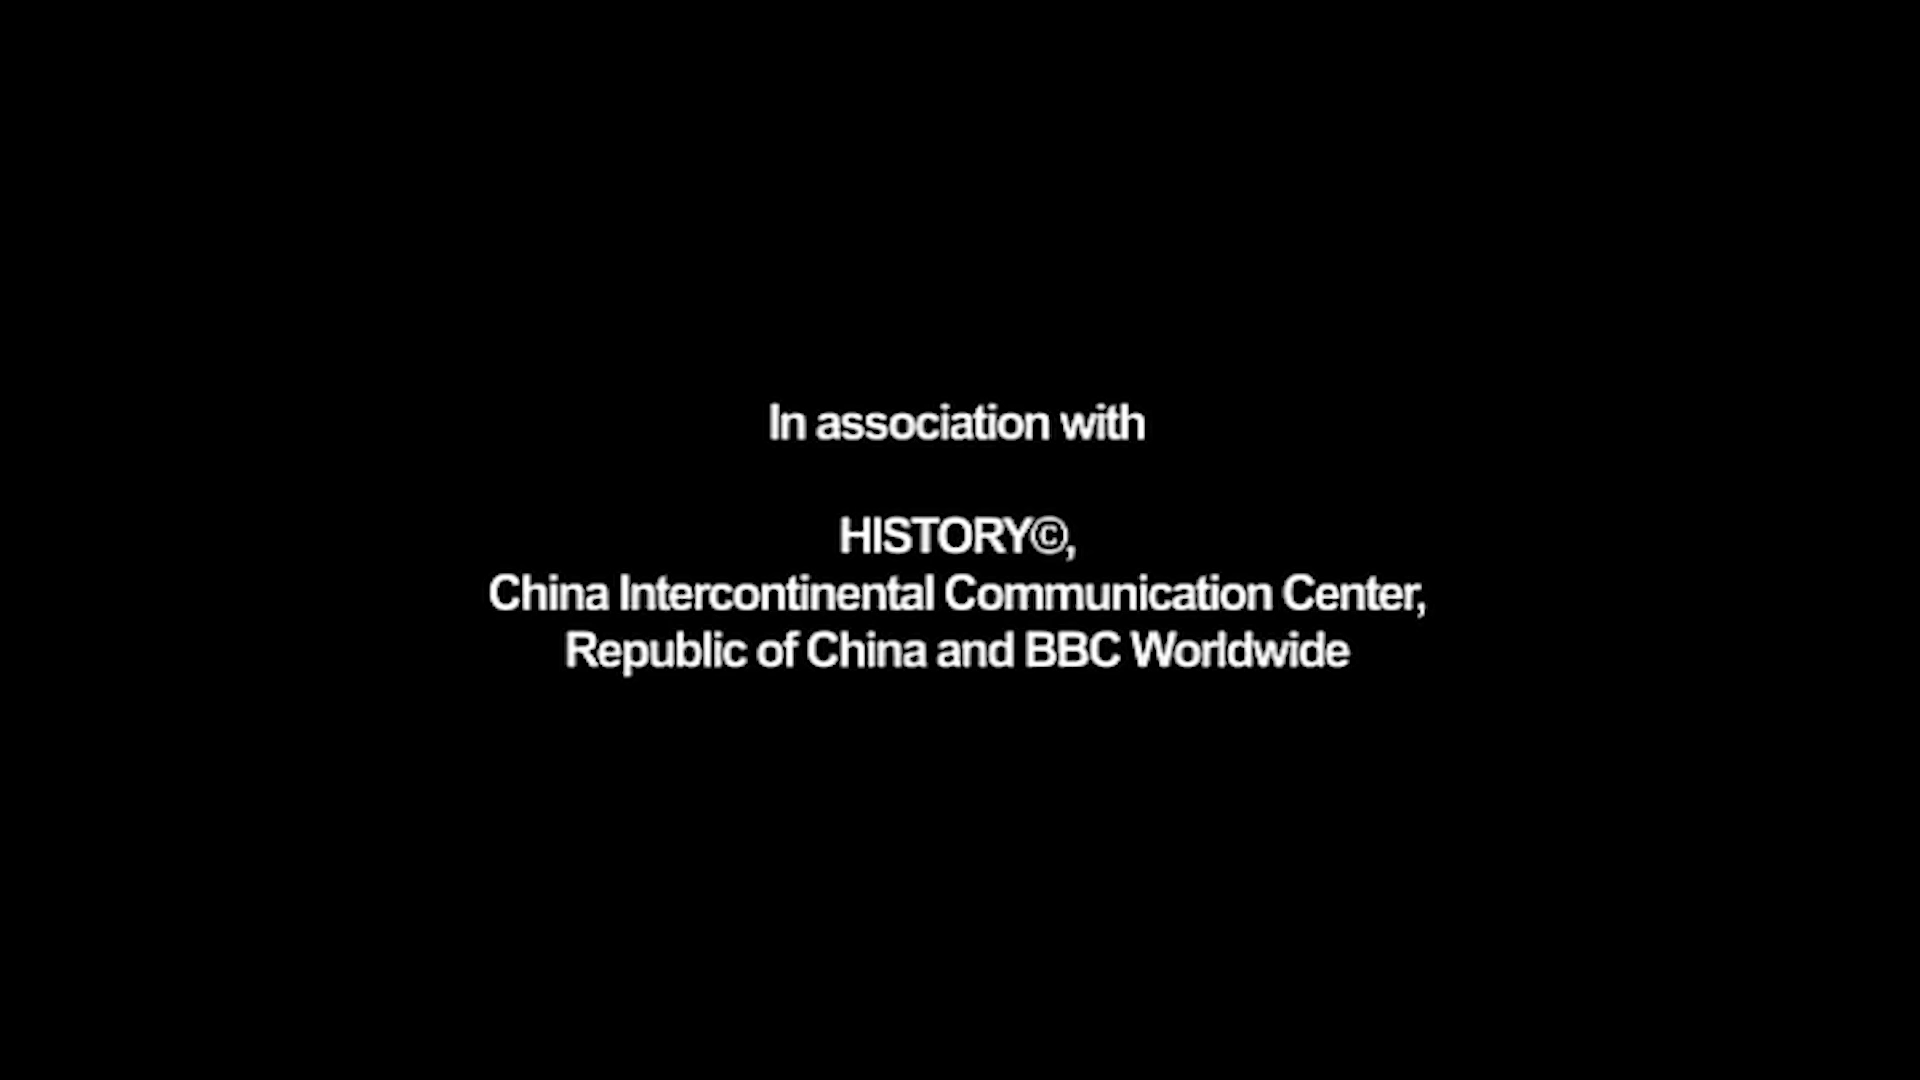 In association with
HISTORY©,
China Intercontinental Communication Center,
Republic of China and BBC Worldwide